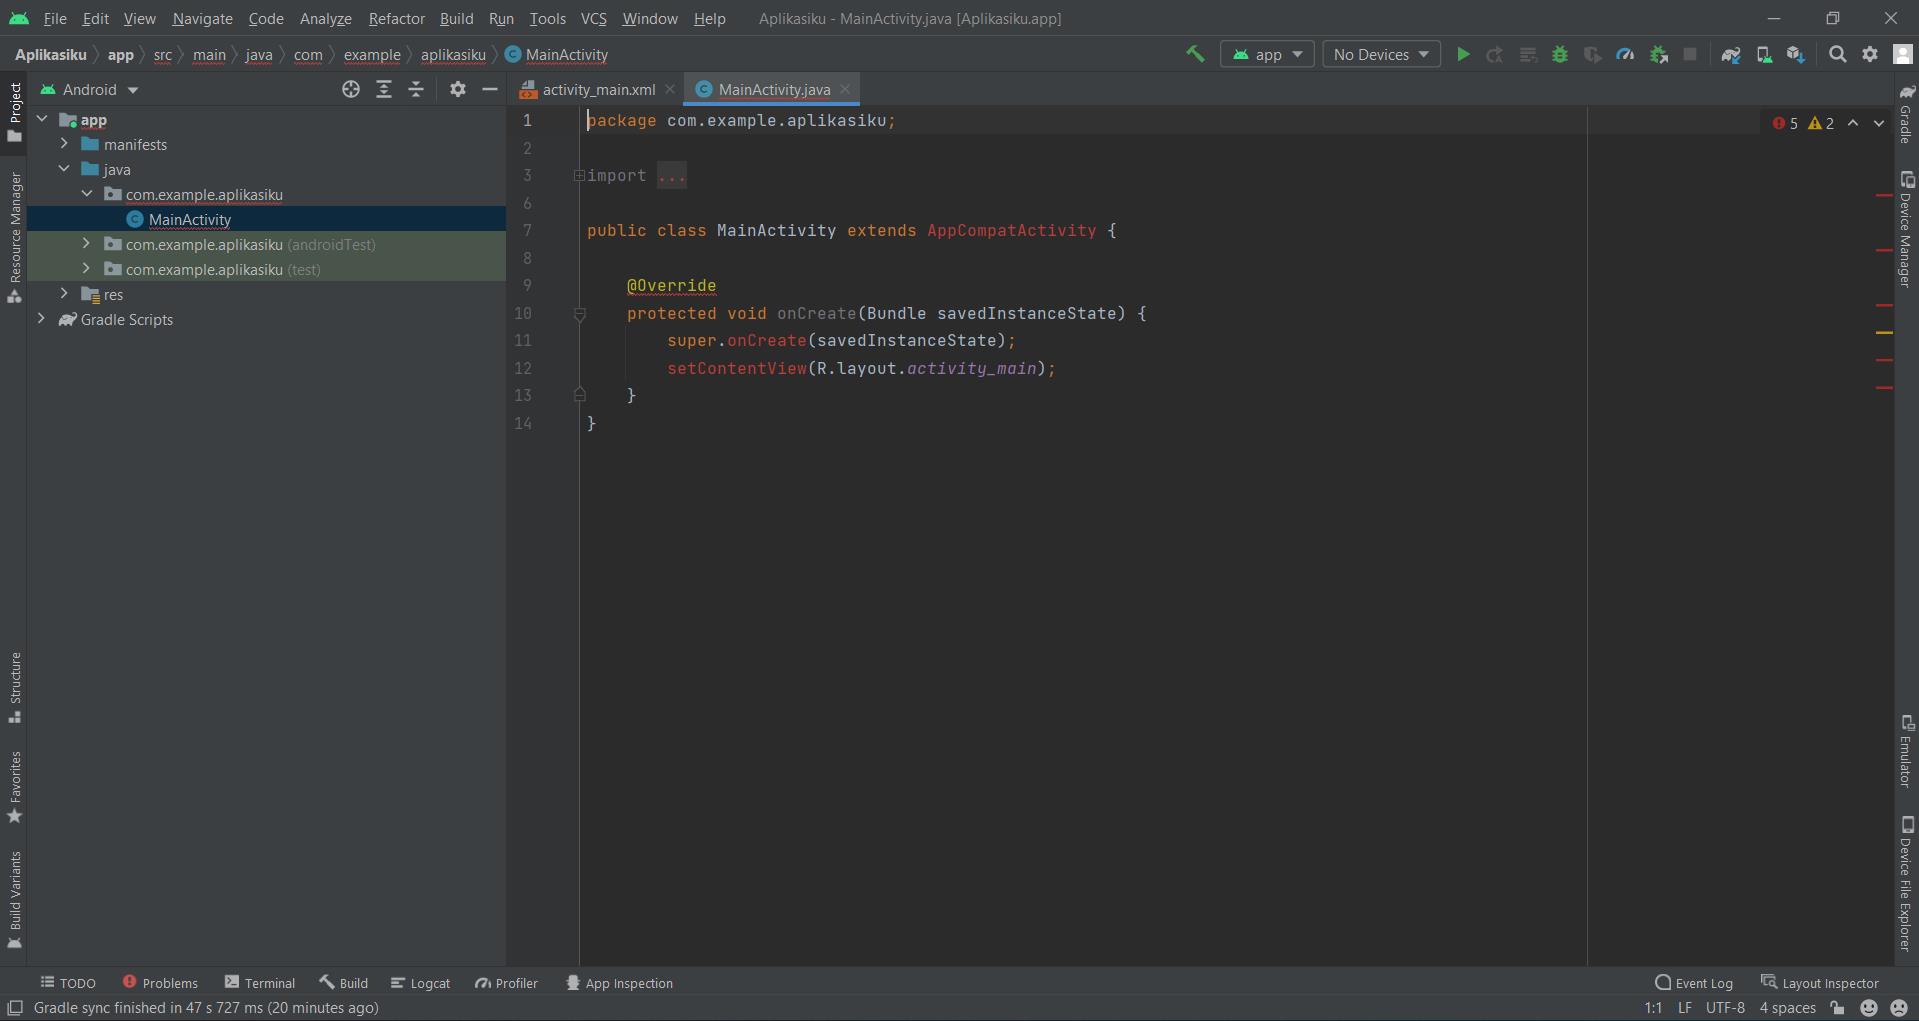 File Edit View Navigate Code Analyze Refactor Build Run Tools VCS Window Help Aplikasiku - MainActivity.java [Aplikasiku.app]
Aplikasiku app src main java com example aplikasiku MainActivity app No Devices
Android
activity_main.xml MainActivity.java
Project
Resource Manager
Structure
Favorites
Build Variants
app
manifests
java
com.example.aplikasiku
MainActivity
com.example.aplikasiku (androidTest)
com.example.aplikasiku (test)
res
Gradle Scripts
1 package com.example.aplikasiku;
2
3 import ...
6
7 public class MainActivity extends AppCompatActivity {
8
9 @Override
10 protected void onCreate(Bundle savedInstanceState) {
11 super.onCreate(savedInstanceState);
12 setContentView(R.layout.activity_main);
13 }
14 }
5 2
Gradle
Device Manager
Emulator
Device File Explorer
TODO Problems Terminal Build Logcat Profiler App Inspection Event Log Layout Inspector
Gradle sync finished in 47 s 727 ms (20 minutes ago) 1:1 LF UTF-8 4 spaces